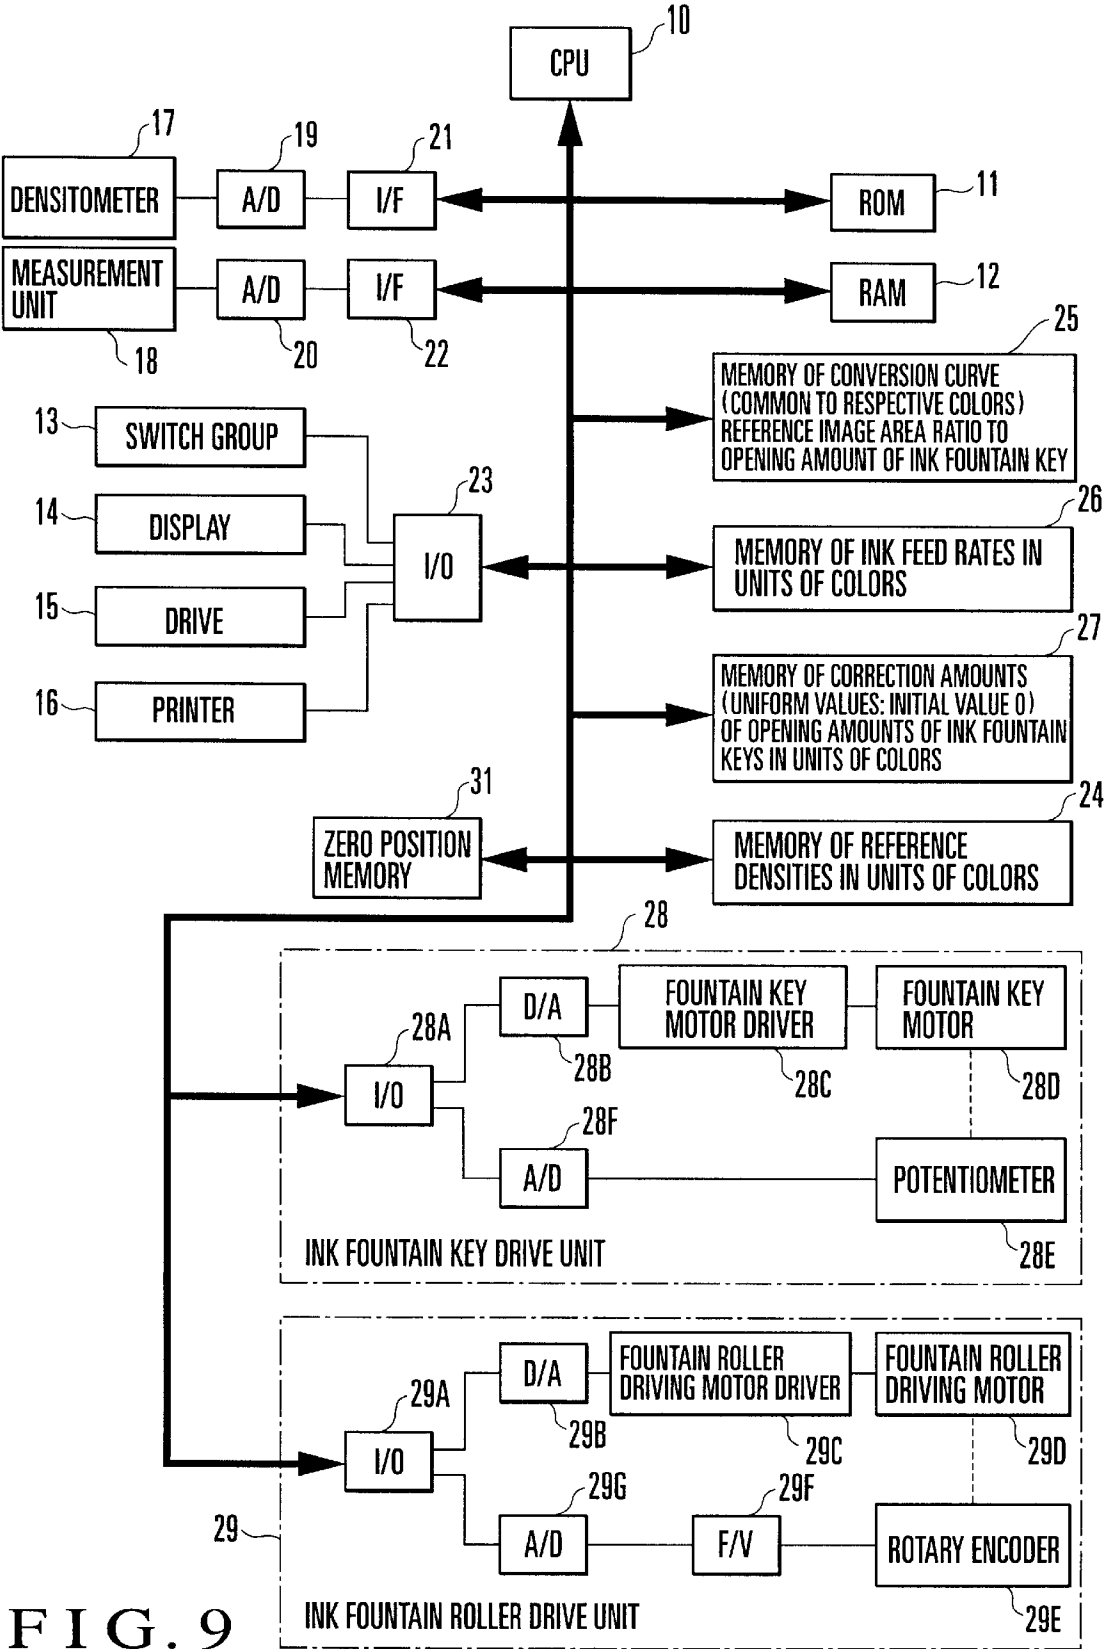 10
CPU
17
19
21
DENSITOMETER
A/D
I/F
ROM
11
MEASUREMENT
UNIT
A/D
I/F
RAM
12
18
20
22
25
MEMORY OF CONVERSION CURVE
(COMMON TO RESPECTIVE COLORS)
REFERENCE IMAGE AREA RATIO TO
OPENING AMOUNT OF INK FOUNTAIN KEY
13
SWITCH GROUP
14
DISPLAY
15
DRIVE
16
PRINTER
23
I/O
26
MEMORY OF INK FEED RATES IN
UNITS OF COLORS
27
MEMORY OF CORRECTION AMOUNTS
(UNIFORM VALUES: INITIAL VALUE 0)
OF OPENING AMOUNTS OF INK FOUNTAIN
KEYS IN UNITS OF COLORS
31
ZERO POSITION
MEMORY
24
MEMORY OF REFERENCE
DENSITIES IN UNITS OF COLORS
28
28A
I/O
D/A
28B
FOUNTAIN KEY
MOTOR DRIVER
28C
FOUNTAIN KEY
MOTOR
28D
28F
A/D
POTENTIOMETER
28E
INK FOUNTAIN KEY DRIVE UNIT
29A
I/O
D/A
29B
FOUNTAIN ROLLER
DRIVING MOTOR DRIVER
29C
FOUNTAIN ROLLER
DRIVING MOTOR
29D
29G
A/D
29F
F/V
ROTARY ENCODER
29E
29
INK FOUNTAIN ROLLER DRIVE UNIT
FIG. 9